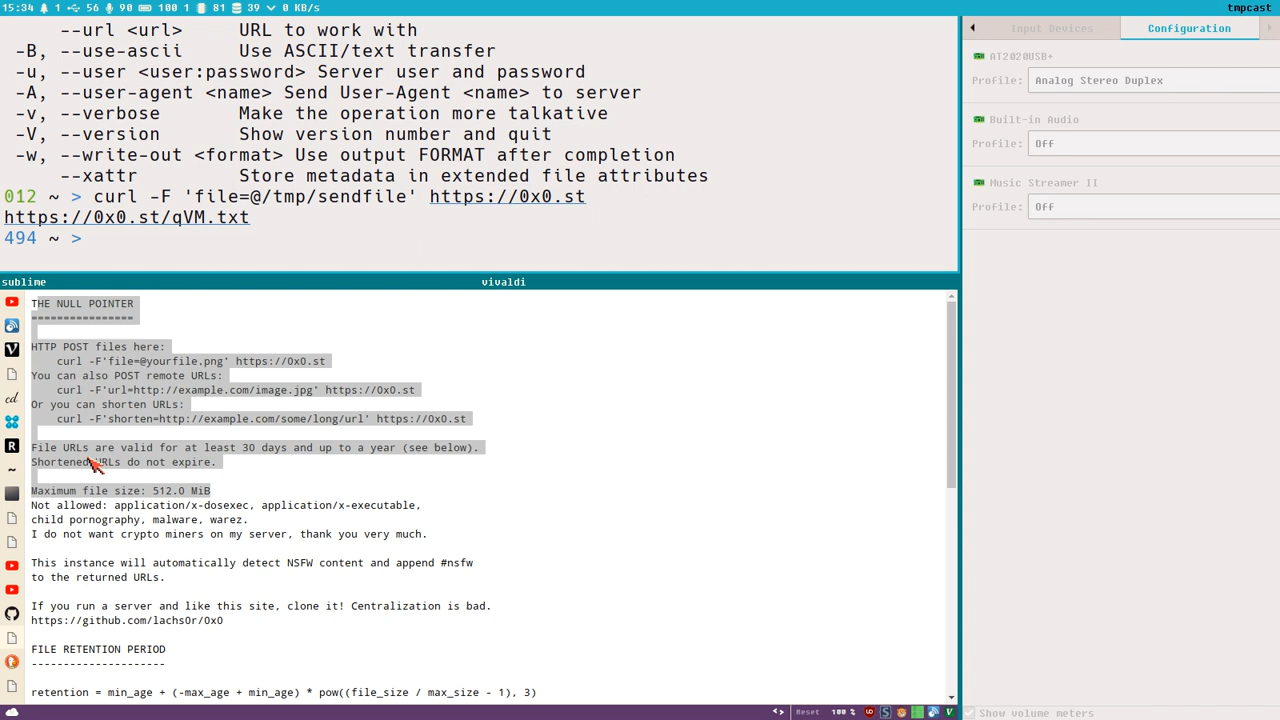 15:34 1 56 90 100 1 81 39 0 KB/s
tmpcast
--url <url> URL to work with
-B, --use-ascii Use ASCII/text transfer
-u, --user <user:password> Server user and password
-A, --user-agent <name> Send User-Agent <name> to server
-v, --verbose Make the operation more talkative
-V, --version Show version number and quit
-w, --write-out <format> Use output FORMAT after completion
--xattr Store metadata in extended file attributes
012 ~ > curl -F 'file=@/tmp/sendfile' https://0x0.st
https://0x0.st/qVM.txt
494 ~ >
Input Devices Configuration
AT2020USB+
Profile: Analog Stereo Duplex
Built-in Audio
Profile: Off
Music Streamer II
Profile: Off
sublime vivaldi
THE NULL POINTER
================
HTTP POST files here:
curl -F'file=@yourfile.png' https://0x0.st
You can also POST remote URLs:
curl -F'url=http://example.com/image.jpg' https://0x0.st
Or you can shorten URLs:
curl -F'shorten=http://example.com/some/long/url' https://0x0.st
File URLs are valid for at least 30 days and up to a year (see below).
Shortened URLs do not expire.
Maximum file size: 512.0 MiB
Not allowed: application/x-dosexec, application/x-executable,
child pornography, malware, warez.
I do not want crypto miners on my server, thank you very much.
This instance will automatically detect NSFW content and append #nsfw
to the returned URLs.
If you run a server and like this site, clone it! Centralization is bad.
https://github.com/lachs0r/0x0
FILE RETENTION PERIOD
---------------------
retention = min_age + (-max_age + min_age) * pow((file_size / max_size - 1), 3)
cd
R
~
<> Reset 100 %
Show volume meters